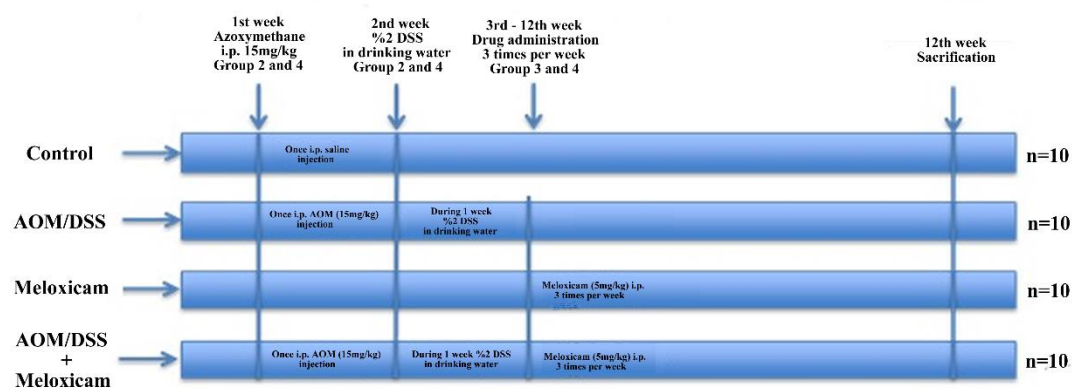 1st week
Azoxymethane
i.p. 15mg/kg
Group 2 and 4
2nd week
%2 DSS
in drinking water
Group 2 and 4
3rd - 12th week
Drug administration
3 times per week
Group 3 and 4
12th week
Sacrification
Control
Once i.p. saline
injection
n=10
AOM/DSS
Once i.p. AOM (15mg/kg)
injection
During 1 week
%2 DSS
in drinking water
n=10
Meloxicam
Meloxicam (5mg/kg) i.p.
3 times per week
n=10
AOM/DSS
+
Meloxicam
Once i.p. AOM (15mg/kg)
injection
During 1 week %2 DSS
in drinking water
Meloxicam (5mg/kg) i.p.
3 times per week
n=10